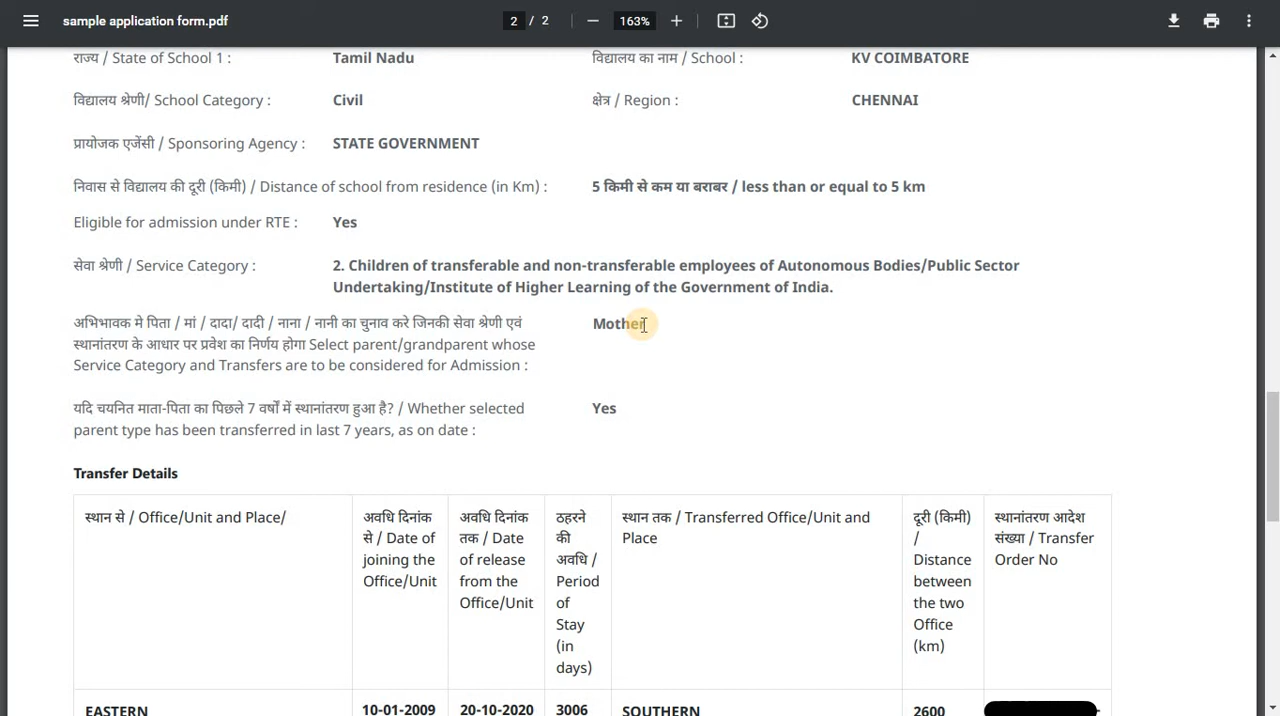 sample application form.pdf
2 / 2
163%
राज्य / State of School 1 : Tamil Nadu विद्यालय का नाम / School : KV COIMBATORE
विद्यालय श्रेणी/ School Category : Civil क्षेत्र / Region : CHENNAI
प्रायोजक एजेंसी / Sponsoring Agency : STATE GOVERNMENT
निवास से विद्यालय की दूरी (किमी) / Distance of school from residence (in Km) : 5 किमी से कम या बराबर / less than or equal to 5 km
Eligible for admission under RTE : Yes
सेवा श्रेणी / Service Category : 2. Children of transferable and non-transferable employees of Autonomous Bodies/Public Sector
Undertaking/Institute of Higher Learning of the Government of India.
अभिभावक मे पिता / मां / दादा/ दादी / नाना / नानी का चुनाव करे जिनकी सेवा श्रेणी एवं
स्थानांतरण के आधार पर प्रवेश का निर्णय होगा Select parent/grandparent whose
Service Category and Transfers are to be considered for Admission :
Mother
यदि चयनित माता-पिता का पिछले 7 वर्षों में स्थानांतरण हुआ है? / Whether selected
parent type has been transferred in last 7 years, as on date :
Yes
Transfer Details
स्थान से / Office/Unit and Place/
अवधि दिनांक
से / Date of
joining the
Office/Unit
अवधि दिनांक
तक / Date
of release
from the
Office/Unit
ठहरने
की
अवधि /
Period
of
Stay
(in
days)
स्थान तक / Transferred Office/Unit and
Place
दूरी (किमी)
/
Distance
between
the two
Office
(km)
स्थानांतरण आदेश
संख्या / Transfer
Order No
EASTERN 10-01-2009 20-10-2020 3006 SOUTHERN 2600